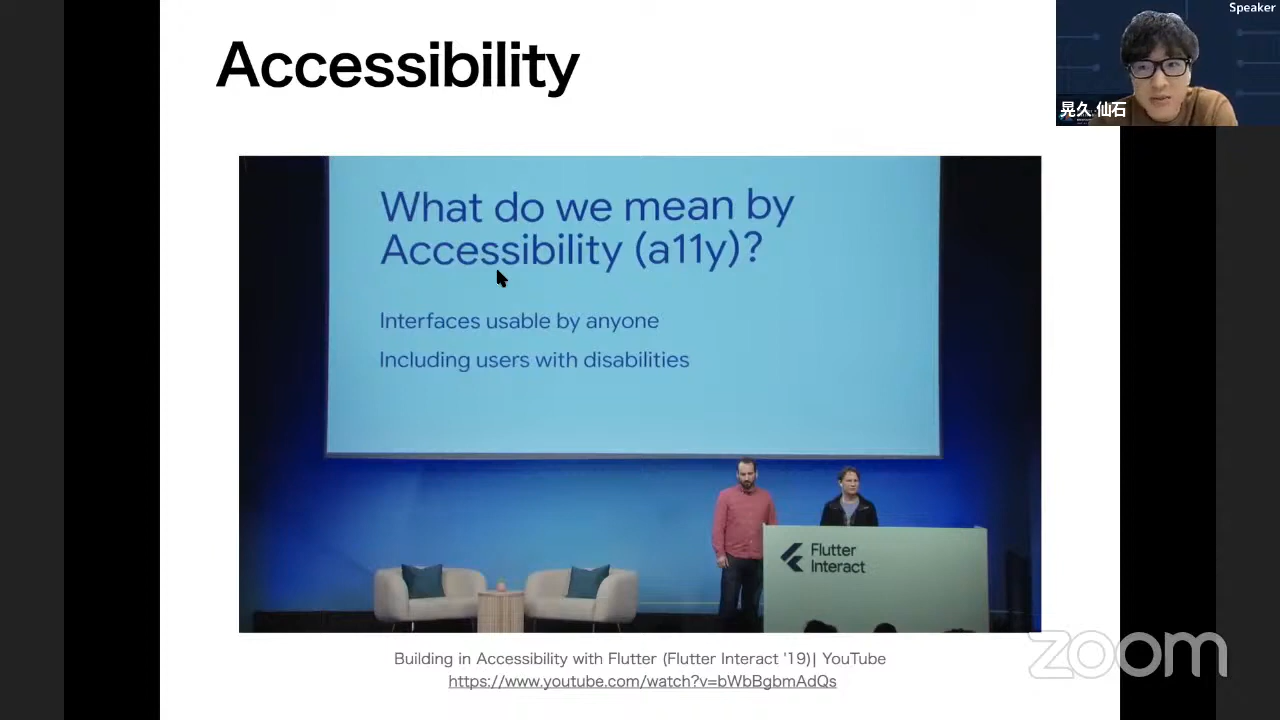 Accessibility
Speaker
晃久 仙石
What do we mean by
Accessibility (a11y)?
Interfaces usable by anyone
Including users with disabilities
Flutter
Interact
Building in Accessibility with Flutter (Flutter Interact '19)| YouTube
https://www.youtube.com/watch?v=bWbBgbmAdQs
zoom